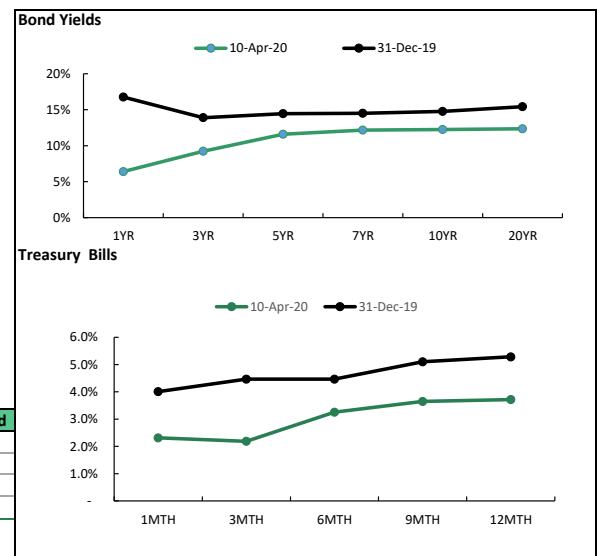 Bond Yields
10-Apr-20 31-Dec-19
20%
15%
10%
5%
0%
1YR 3YR 5YR 7YR 10YR 20YR
Treasury Bills
10-Apr-20 31-Dec-19
6.0%
5.0%
4.0%
3.0%
2.0%
1.0%
-
1MTH 3MTH 6MTH 9MTH 12MTH
d